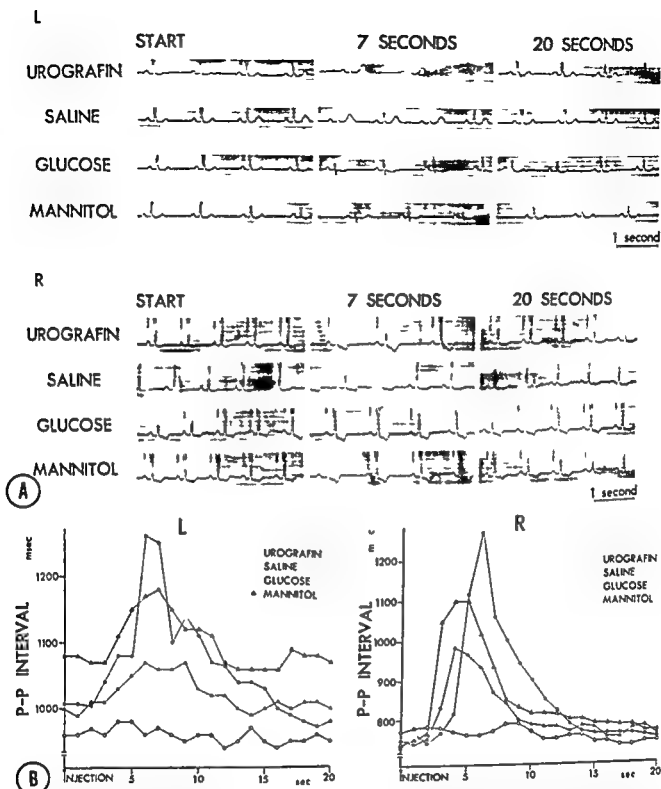 L
START 7 SECONDS 20 SECONDS
UROGRAFIN
SALINE
GLUCOSE
MANNITOL
1 second
R
START 7 SECONDS 20 SECONDS
UROGRAFIN
SALINE
GLUCOSE
MANNITOL
1 second
A
L
msec
P-P INTERVAL
1200
1100
1000
UROGRAFIN
SALINE
GLUCOSE
MANNITOL
INJECTION 5 10 15 sec 20
R
P-P INTERVAL
1200
1100
1000
900
800
UROGRAFIN
SALINE
GLUCOSE
MANNITOL
INJECTION 5 10 15 sec 20
B